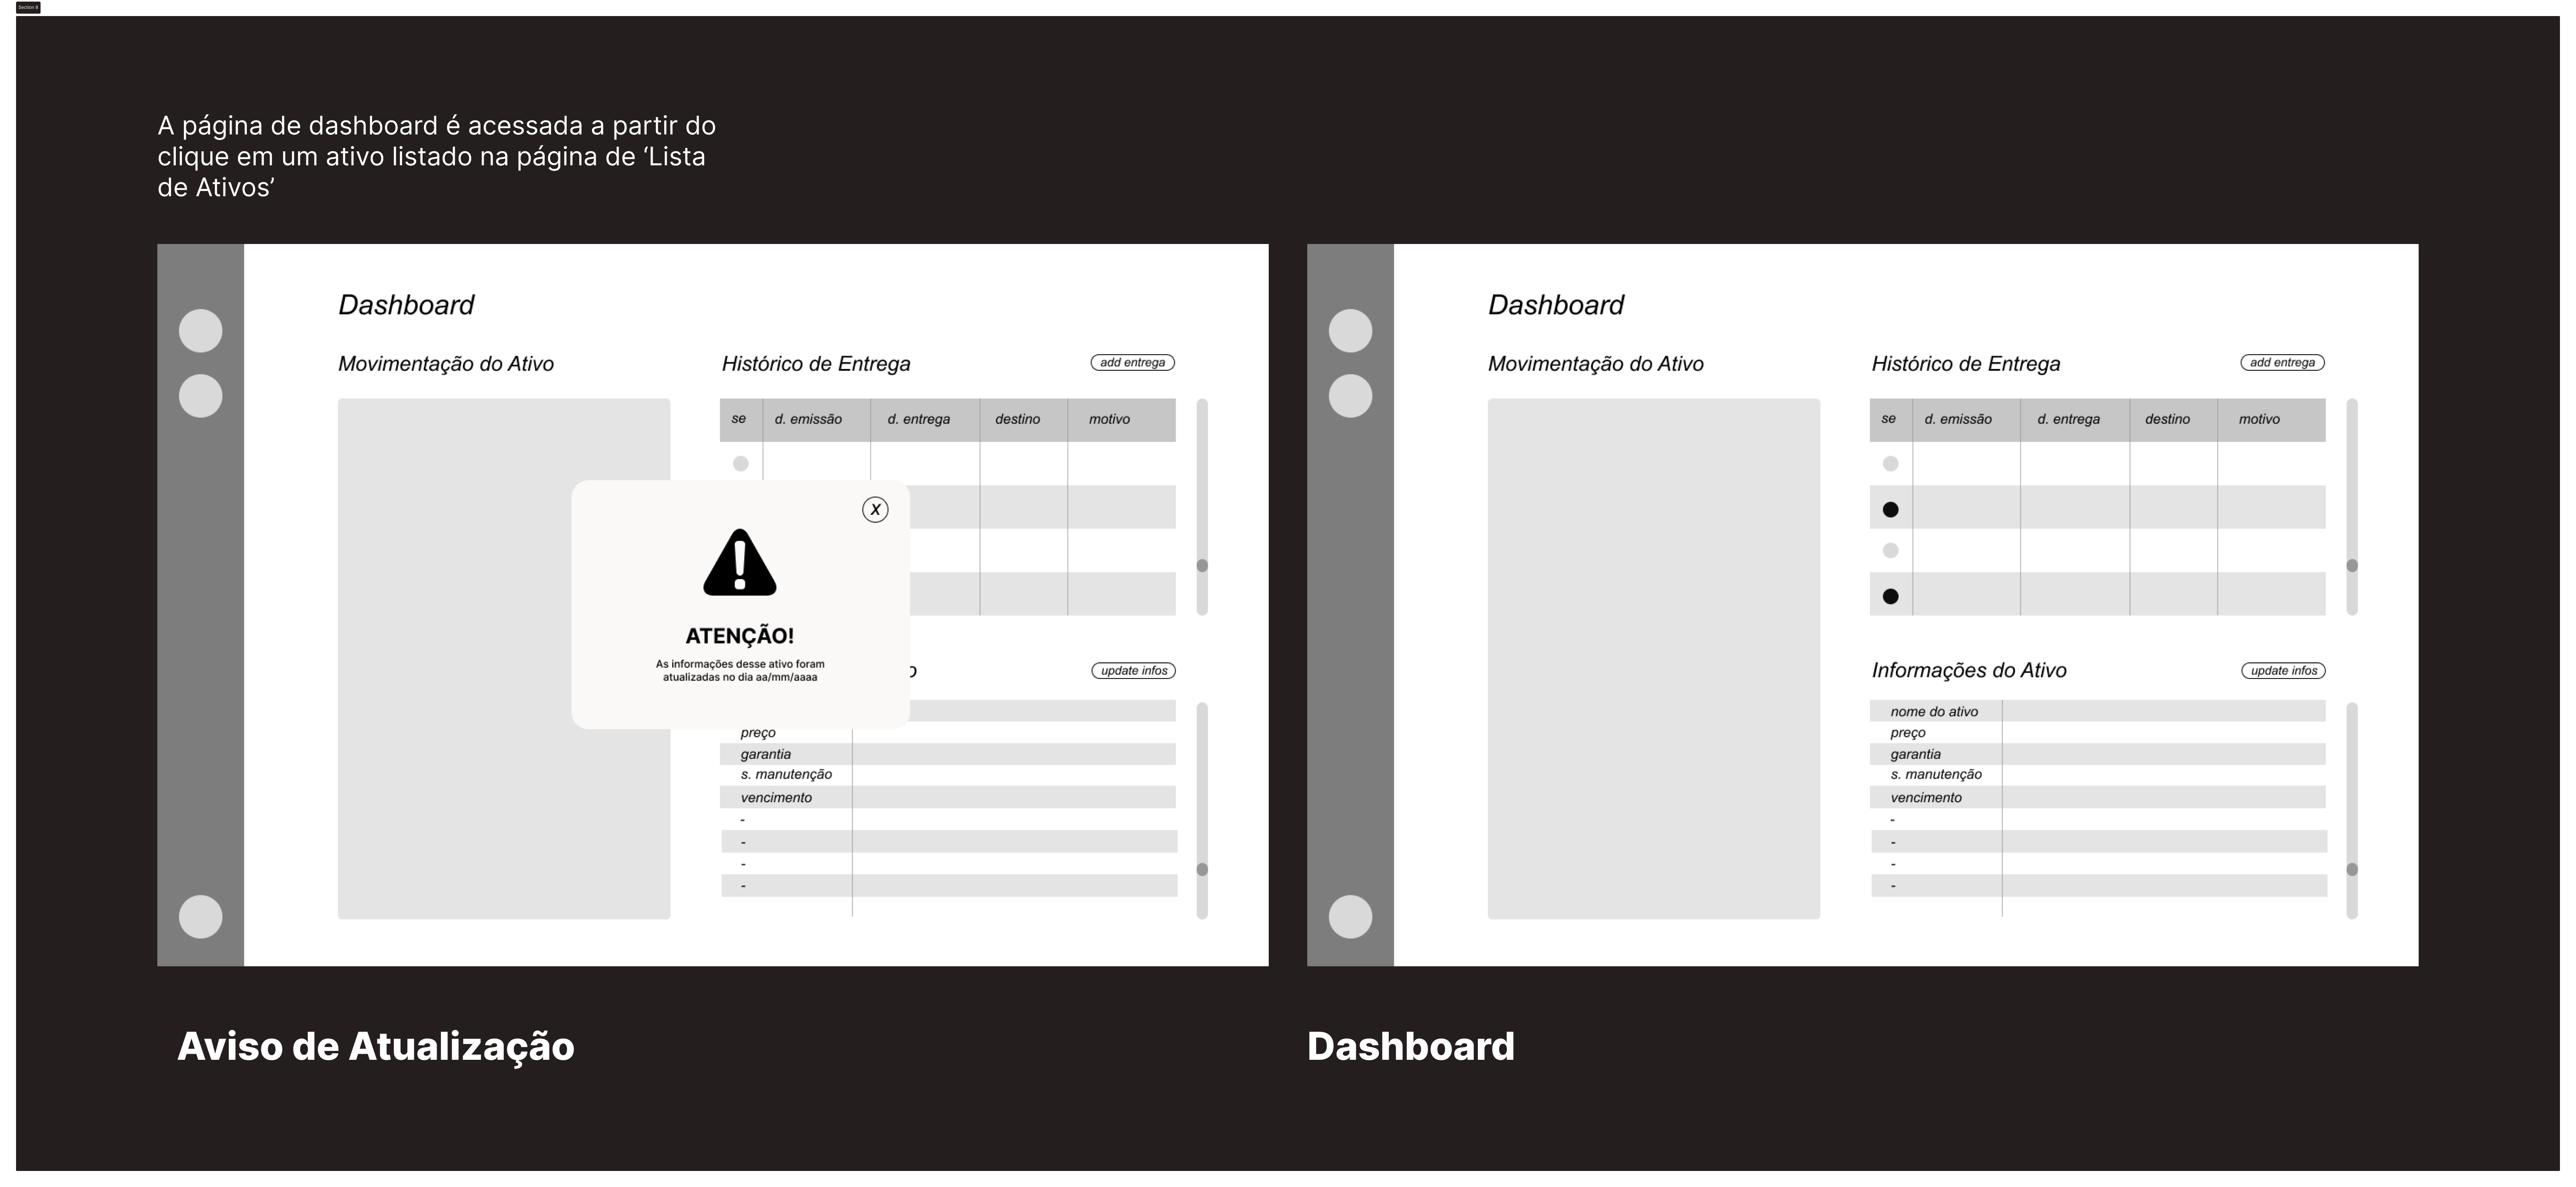 Section 8
A página de dashboard é acessada a partir do
clique em um ativo listado na página de ‘Lista
de Ativos’
Dashboard
Movimentação do Ativo
Histórico de Entrega
add entrega
se d. emissão d. entrega destino motivo
X
ATENÇÃO!
As informações desse ativo foram
atualizadas no dia aa/mm/aaaa
update infos
preço
garantia
s. manutenção
vencimento
-
-
-
-
Aviso de Atualização
Dashboard
Movimentação do Ativo
Histórico de Entrega
add entrega
se d. emissão d. entrega destino motivo
Informações do Ativo
update infos
nome do ativo
preço
garantia
s. manutenção
vencimento
-
-
-
-
Dashboard